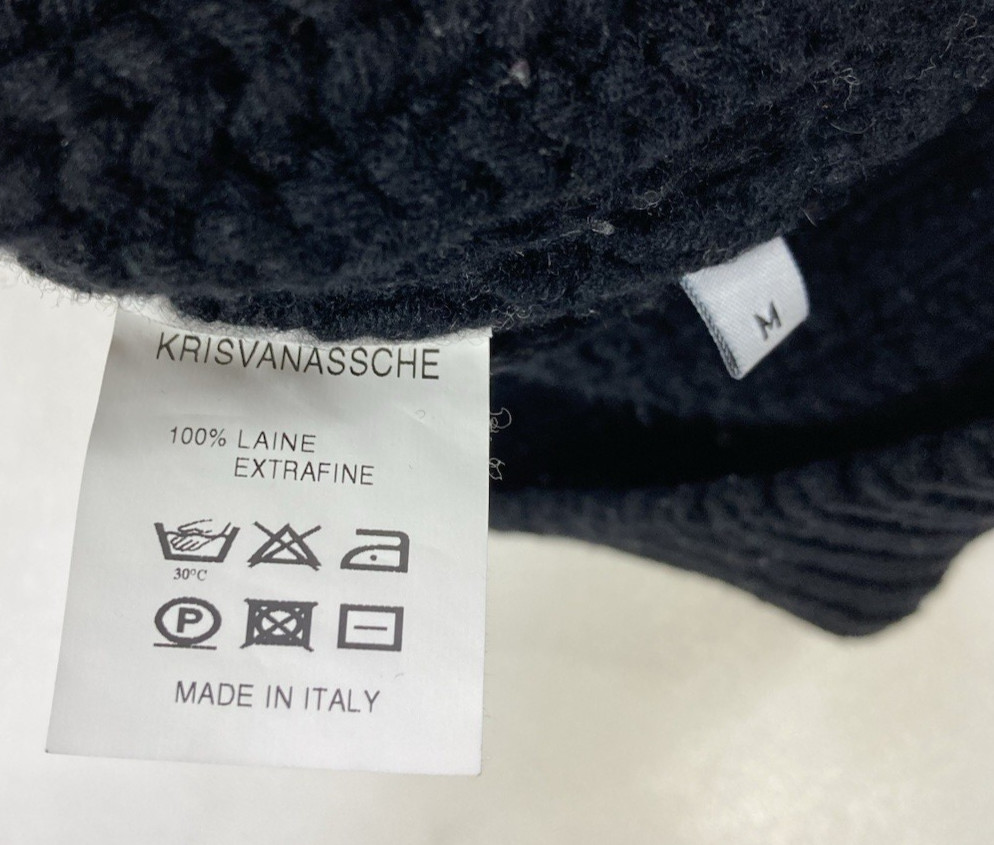 KRISVANASSCHE
100% LAINE
EXTRAFINE
30°C
P
MADE IN ITALY
M